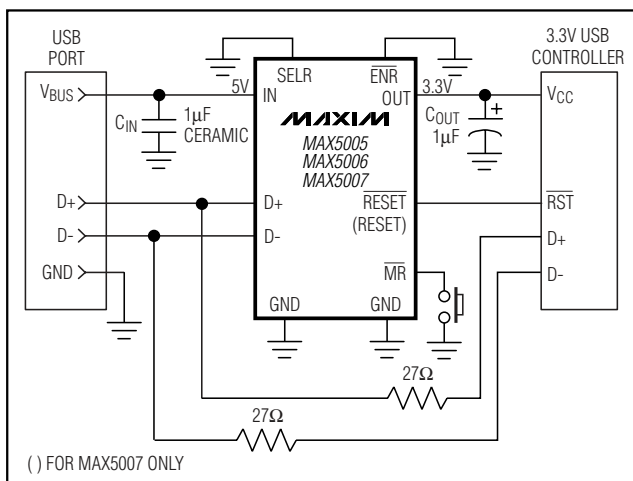 USB
PORT
3.3V USB
CONTROLLER
SELR
ENR
VBUS
5V
IN
OUT
3.3V
VCC
CIN
1µF
CERAMIC
COUT
1µF
+
MAXIM
MAX5005
MAX5006
MAX5007
D+
D+
RESET
(RESET)
RST
D-
D-
D+
GND
MR
D-
GND
GND
27Ω
27Ω
( ) FOR MAX5007 ONLY